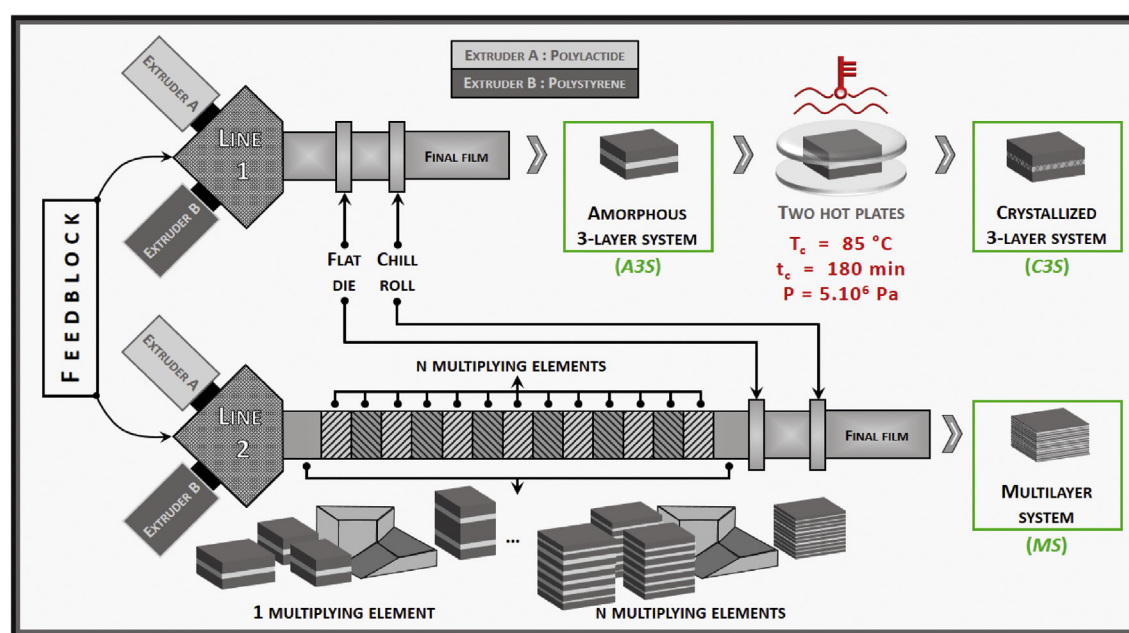 EXTRUDER A : POLYLACTIDE
EXTRUDER B : POLYSTYRENE
EXTRUDER A
LINE
1
EXTRUDER B
FINAL FILM
AMORPHOUS
3-LAYER SYSTEM
(A3S)
TWO HOT PLATES
Tc = 85 °C
tc = 180 min
P = 5.10⁶ Pa
CRYSTALLIZED
3-LAYER SYSTEM
(C3S)
FEEDBLOCK
FLAT
DIE
CHILL
ROLL
N MULTIPLYING ELEMENTS
EXTRUDER A
LINE
2
EXTRUDER B
FINAL FILM
MULTILAYER
SYSTEM
(MS)
...
1 MULTIPLYING ELEMENT
N MULTIPLYING ELEMENTS